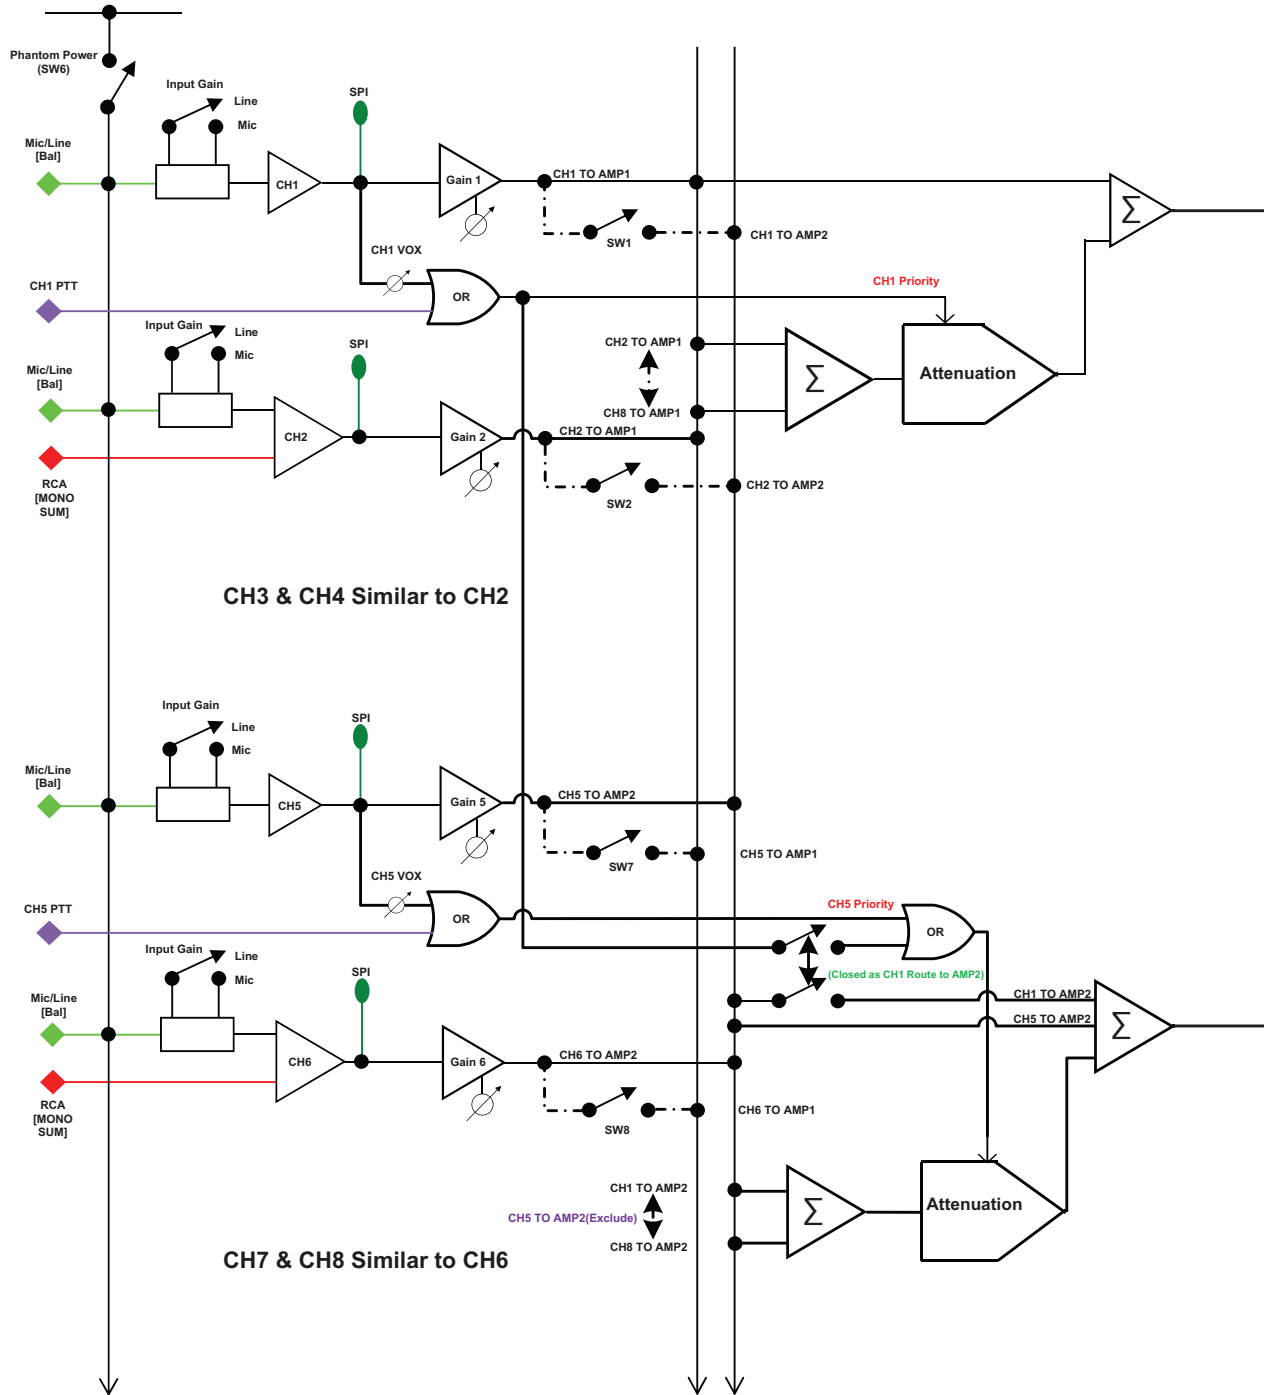 Phantom Power
(SW6)
Input Gain
Line
Mic
SPI
Mic/Line
[Bal]
CH1
Gain 1
CH1 TO AMP1
SW1
CH1 TO AMP2
Σ
CH1 VOX
CH1 PTT
OR
CH1 Priority
Input Gain
Line
Mic
SPI
Mic/Line
[Bal]
CH2
Gain 2
CH2 TO AMP1
CH8 TO AMP1
CH2 TO AMP1
Σ
Attenuation
RCA
[MONO
SUM]
SW2
CH2 TO AMP2
CH3 & CH4 Similar to CH2
Input Gain
Line
Mic
SPI
Mic/Line
[Bal]
CH5
Gain 5
CH5 TO AMP2
SW7
CH5 TO AMP1
CH5 VOX
CH5 PTT
OR
CH5 Priority
OR
(Closed as CH1 Route to AMP2)
Input Gain
Line
Mic
SPI
Mic/Line
[Bal]
CH6
Gain 6
CH6 TO AMP2
CH1 TO AMP2
CH5 TO AMP2
Σ
RCA
[MONO
SUM]
SW8
CH6 TO AMP1
CH1 TO AMP2
CH5 TO AMP2(Exclude)
CH8 TO AMP2
Σ
Attenuation
CH7 & CH8 Similar to CH6